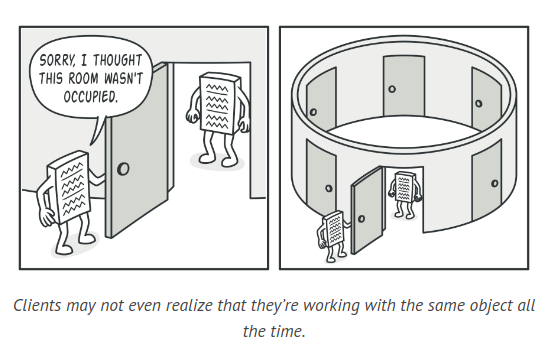 SORRY, I THOUGHT
THIS ROOM WASN'T
OCCUPIED.
Clients may not even realize that they're working with the same object all
the time.